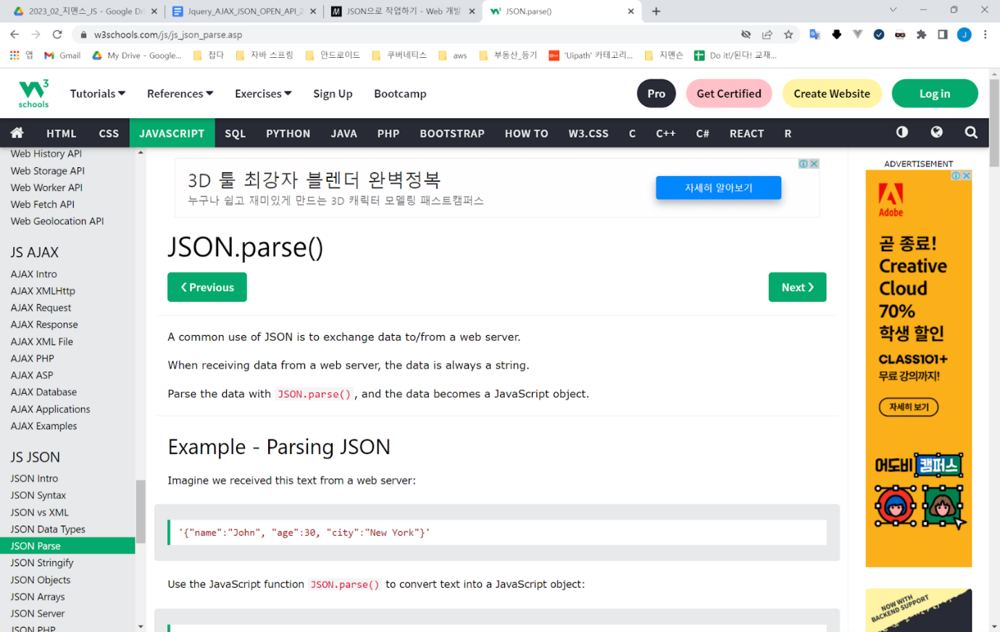 2023_02_지멘스_JS - Google Dri
Jquery_AJAX_JSON_OPEN_API_2
JSON으로 작업하기 - Web 개발
JSON.parse()
w3schools.com/js/js_json_parse.asp
J
앱
Gmail
My Drive - Google...
잡다
자바 스프링
안드로이드
쿠버네티스
aws
부동산_등기
'Uipath' 카테고리...
지멘슨
Do it!/된다! 교재...
3
schools
Tutorials
References
Exercises
Sign Up
Bootcamp
Pro
Get Certified
Create Website
Log in
HTML
CSS
JAVASCRIPT
SQL
PYTHON
JAVA
PHP
BOOTSTRAP
HOW TO
W3.CSS
C
C++
C#
REACT
R
Web History API
Web Storage API
Web Worker API
Web Fetch API
Web Geolocation API
JS AJAX
AJAX Intro
AJAX XMLHttp
AJAX Request
AJAX Response
AJAX XML File
AJAX PHP
AJAX ASP
AJAX Database
AJAX Applications
AJAX Examples
JS JSON
JSON Intro
JSON Syntax
JSON vs XML
JSON Data Types
JSON Parse
JSON Stringify
JSON Objects
JSON Arrays
JSON Server
JSON PHP
3D 툴 최강자 블렌더 완벽정복
누구나 쉽고 재미있게 만드는 3D 캐릭터 모델링 패스트캠퍼스
자세히 알아보기
JSON.parse()
❮ Previous
Next ❯
A common use of JSON is to exchange data to/from a web server.
When receiving data from a web server, the data is always a string.
Parse the data with JSON.parse(), and the data becomes a JavaScript object.
Example - Parsing JSON
Imagine we received this text from a web server:
'{"name":"John", "age":30, "city":"New York"}'
Use the JavaScript function JSON.parse() to convert text into a JavaScript object:
ADVERTISEMENT
Adobe
곧 종료!
Creative
Cloud
70%
학생 할인
CLASS101+
무료 강의까지!
자세히 보기
어도비 캠퍼스
NOW WITH
BACKEND SUPPORT